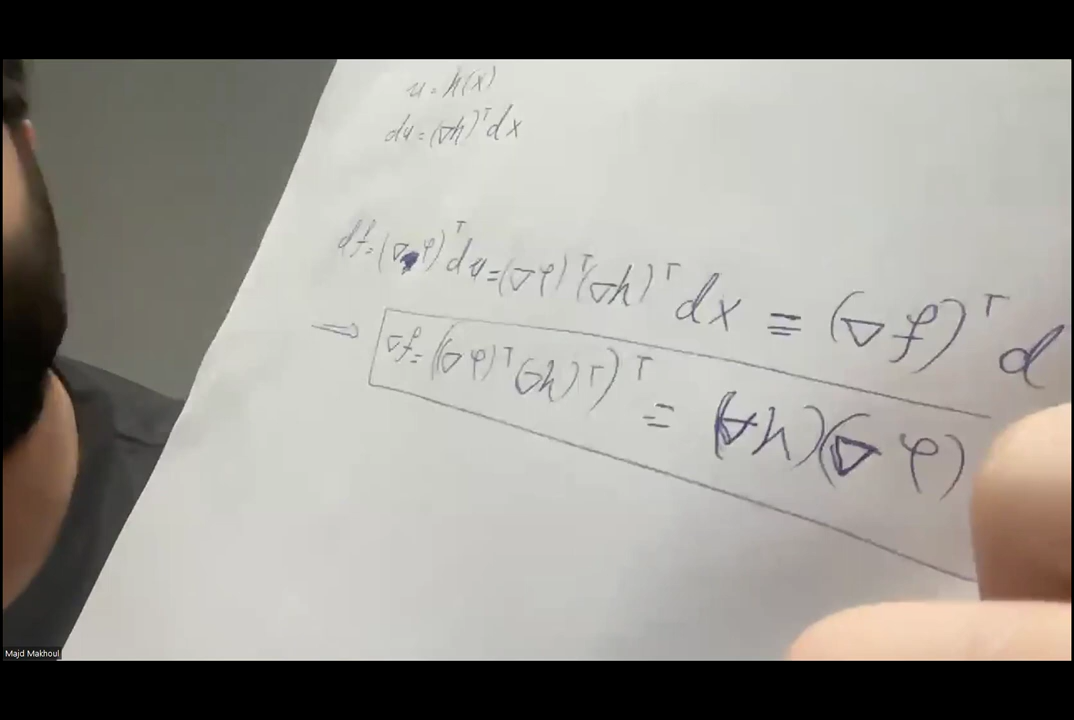 u = h(x)
du = (∇h)ᵀ dx
df = (∇φ)ᵀ du = (∇φ)ᵀ(∇h)ᵀ dx ≡ (∇f)ᵀ d
⇒ ∇f = ((∇φ)ᵀ(∇h)ᵀ)ᵀ = (∇h)(∇φ)
Majd Makhoul